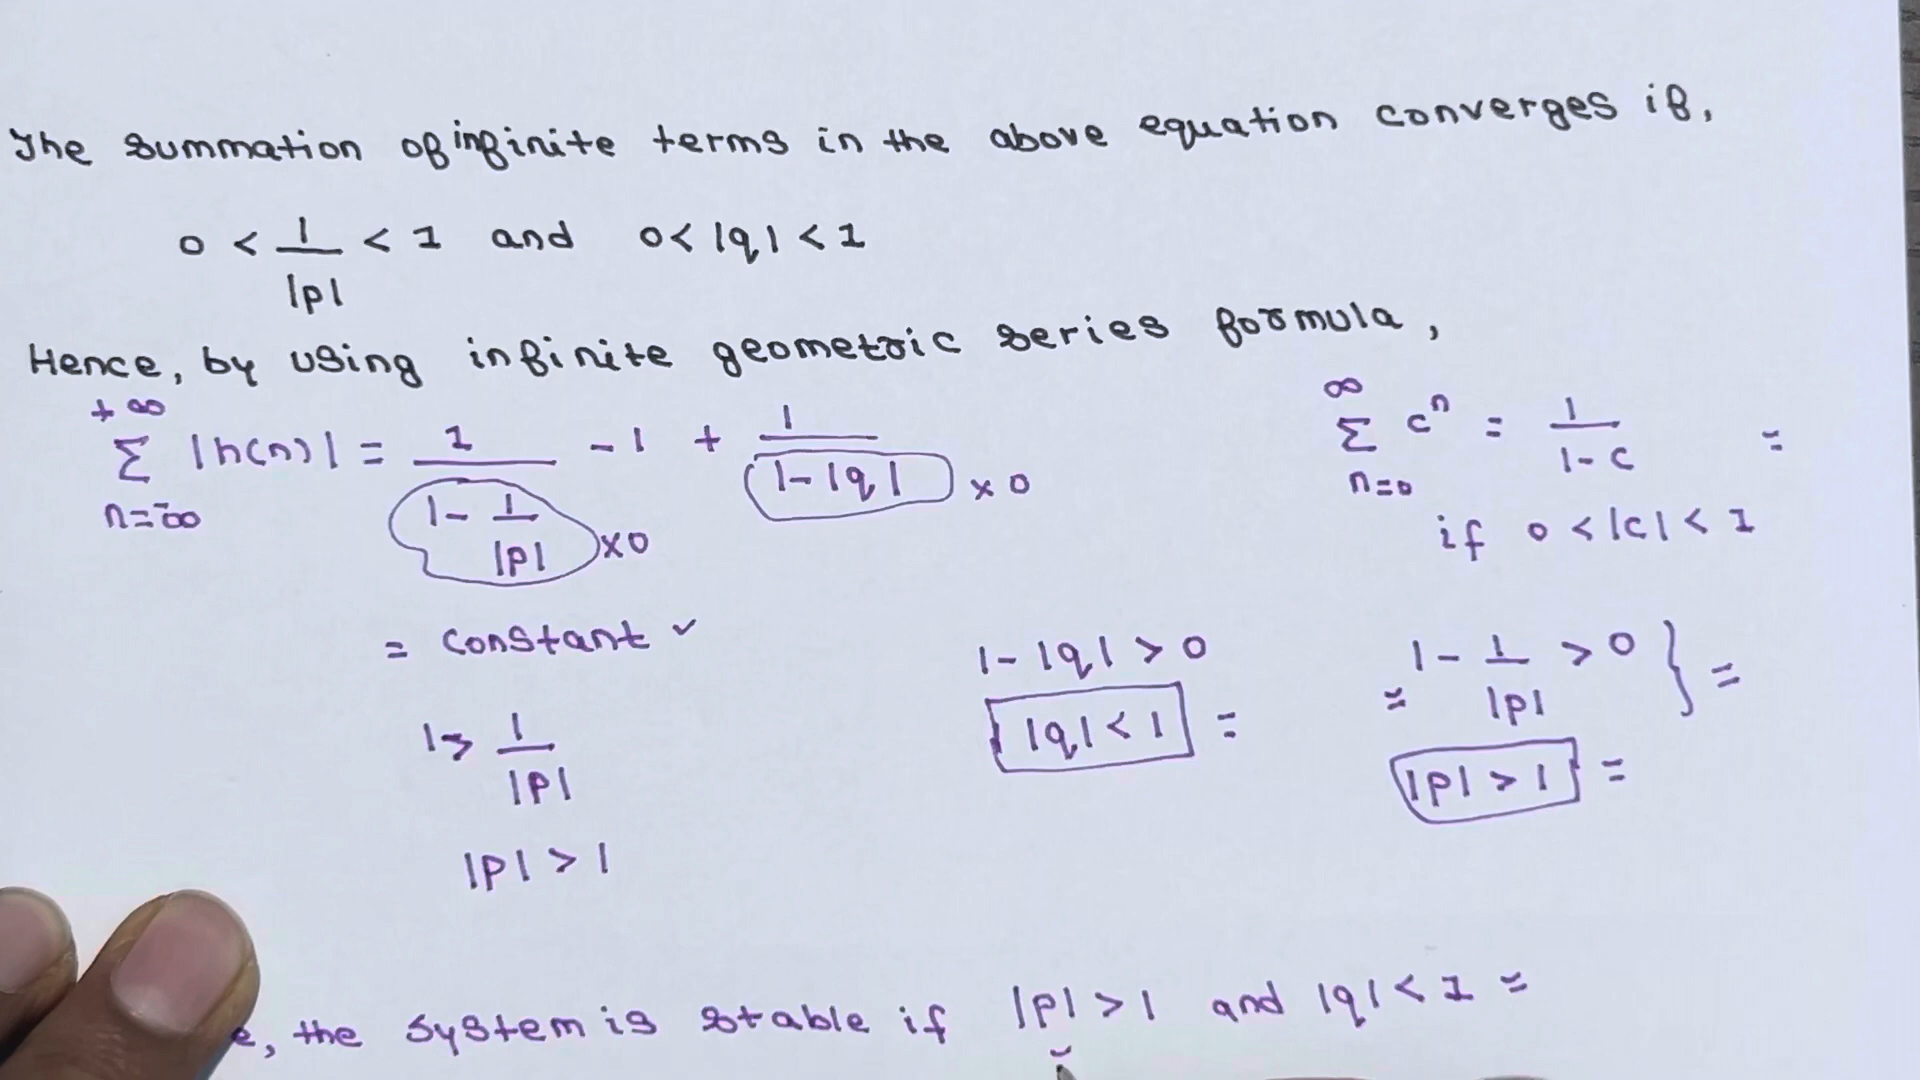 The summation of infinite terms in the above equation converges if,
0 < 1/|p| < 1 and 0 < |q| < 1
Hence, by using infinite geometric series formula,
+∞ Σ n=-∞ |h(n)| = 1/(1 - 1/|p|) - 1 + 1/(1-|q|) x 0
x 0
∞ Σ n=0 c^n = 1/(1-c) =
if 0 < |c| < 1
= constant ✓
1 - |q| > 0
|q| < 1 =
= 1 - 1/|p| > 0 } =
|p| > 1 =
1 > 1/|p|
|p| > 1
e, the system is stable if |p| > 1 and |q| < 1 =